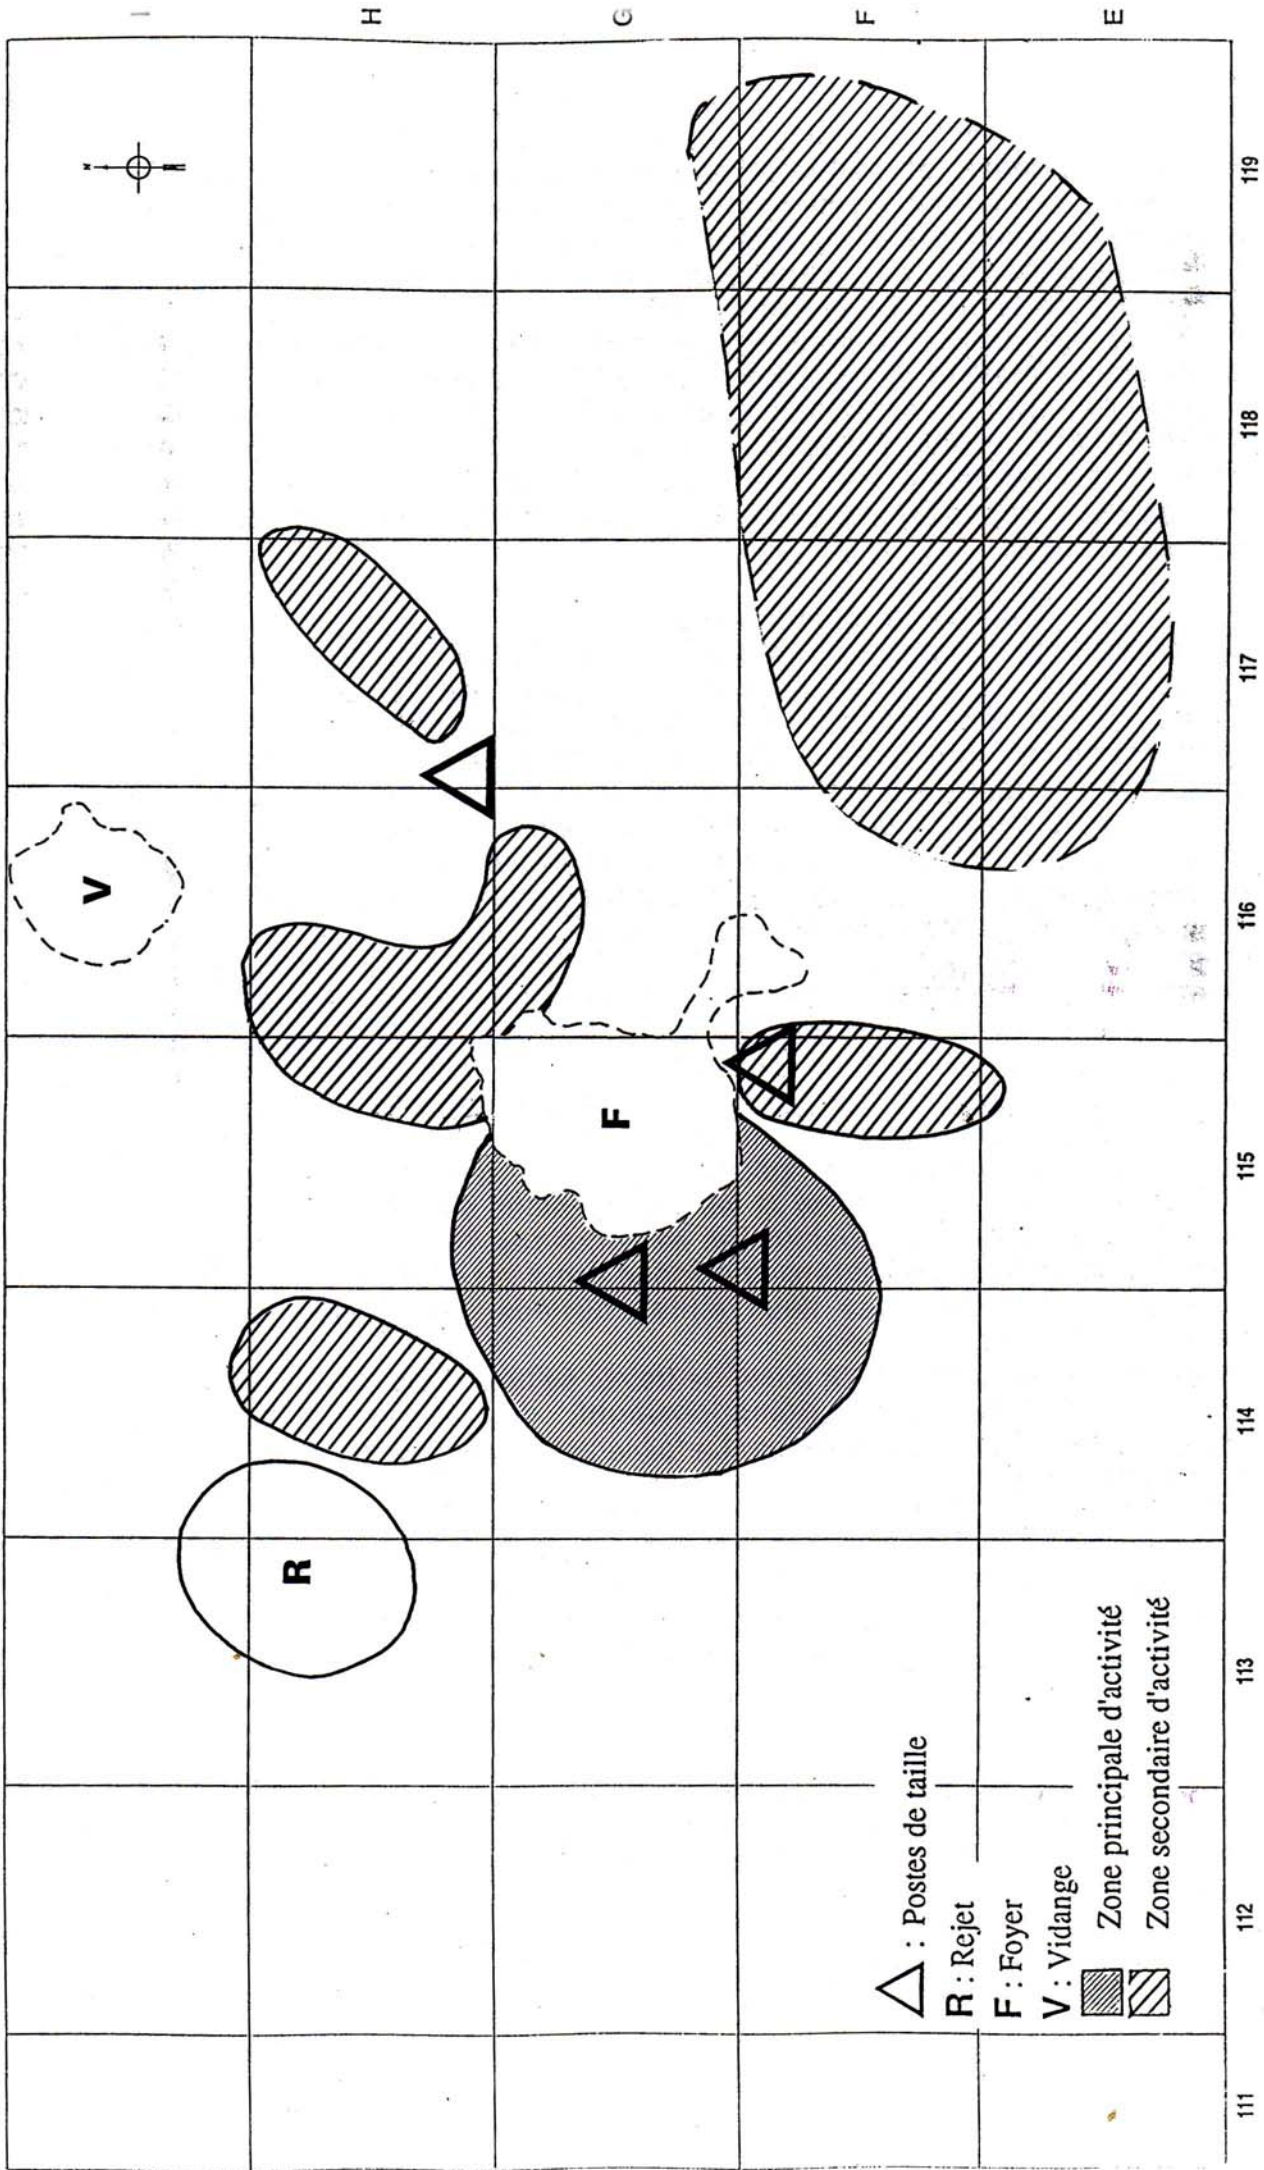 I
H
G
F
E
N
V
F
R
△ : Postes de taille
R : Rejet
F : Foyer
V : Vidange
Zone principale d'activité
Zone secondaire d'activité
111 112 113 114 115 116 117 118 119